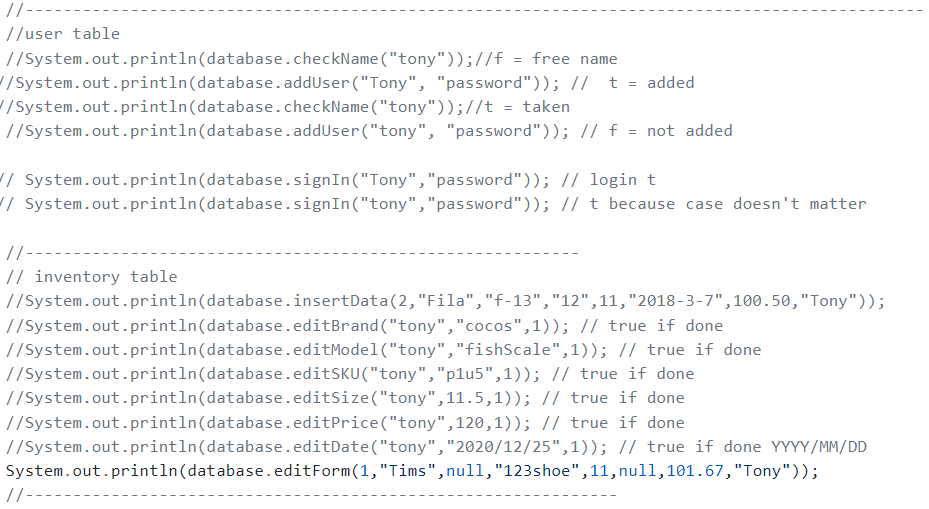 //----------------------------------------------------------------------------------------------
//user table
//System.out.println(database.checkName("tony"));//f = free name
//System.out.println(database.addUser("Tony", "password")); //  t = added
//System.out.println(database.checkName("tony"));//t = taken
//System.out.println(database.addUser("tony", "password")); // f = not added
// System.out.println(database.signIn("Tony","password")); // login t
// System.out.println(database.signIn("tony","password")); // t because case doesn't matter
//----------------------------------------------------------
// inventory table
//System.out.println(database.insertData(2,"Fila","f-13","12",11,"2018-3-7",100.50,"Tony"));
//System.out.println(database.editBrand("tony","cocos",1)); // true if done
//System.out.println(database.editModel("tony","fishScale",1)); // true if done
//System.out.println(database.editSKU("tony","p1u5",1)); // true if done
//System.out.println(database.editSize("tony",11.5,1)); // true if done
//System.out.println(database.editPrice("tony",120,1)); // true if done
//System.out.println(database.editDate("tony","2020/12/25",1)); // true if done YYYY/MM/DD
System.out.println(database.editForm(1,"Tims",null,"123shoe",11,null,101.67,"Tony"));
//--------------------------------------------------------------